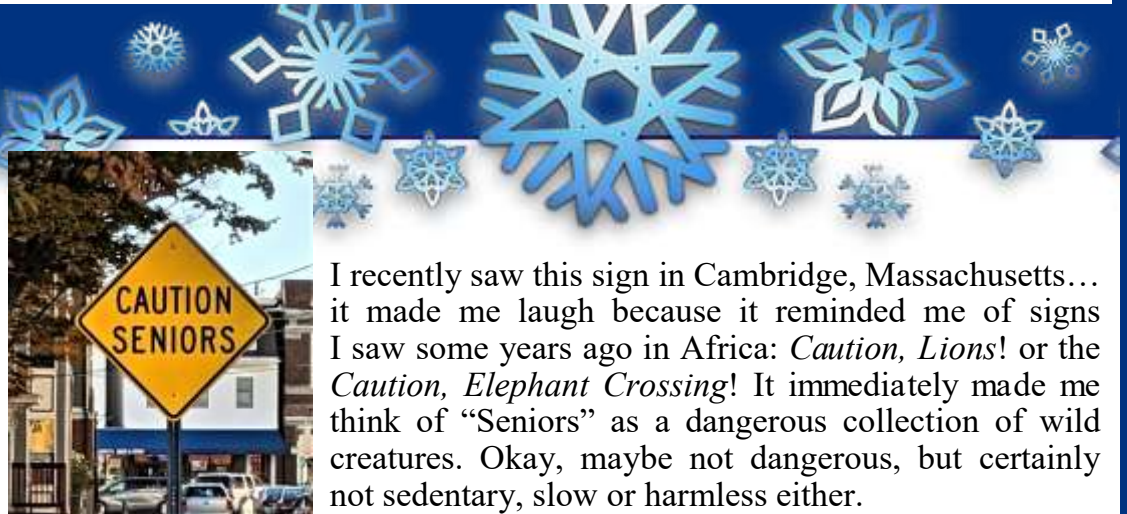 CAUTION
SENIORS
I recently saw this sign in Cambridge, Massachusetts…
it made me laugh because it reminded me of signs
I saw some years ago in Africa: Caution, Lions! or the
Caution, Elephant Crossing! It immediately made me
think of “Seniors” as a dangerous collection of wild
creatures. Okay, maybe not dangerous, but certainly
not sedentary, slow or harmless either.